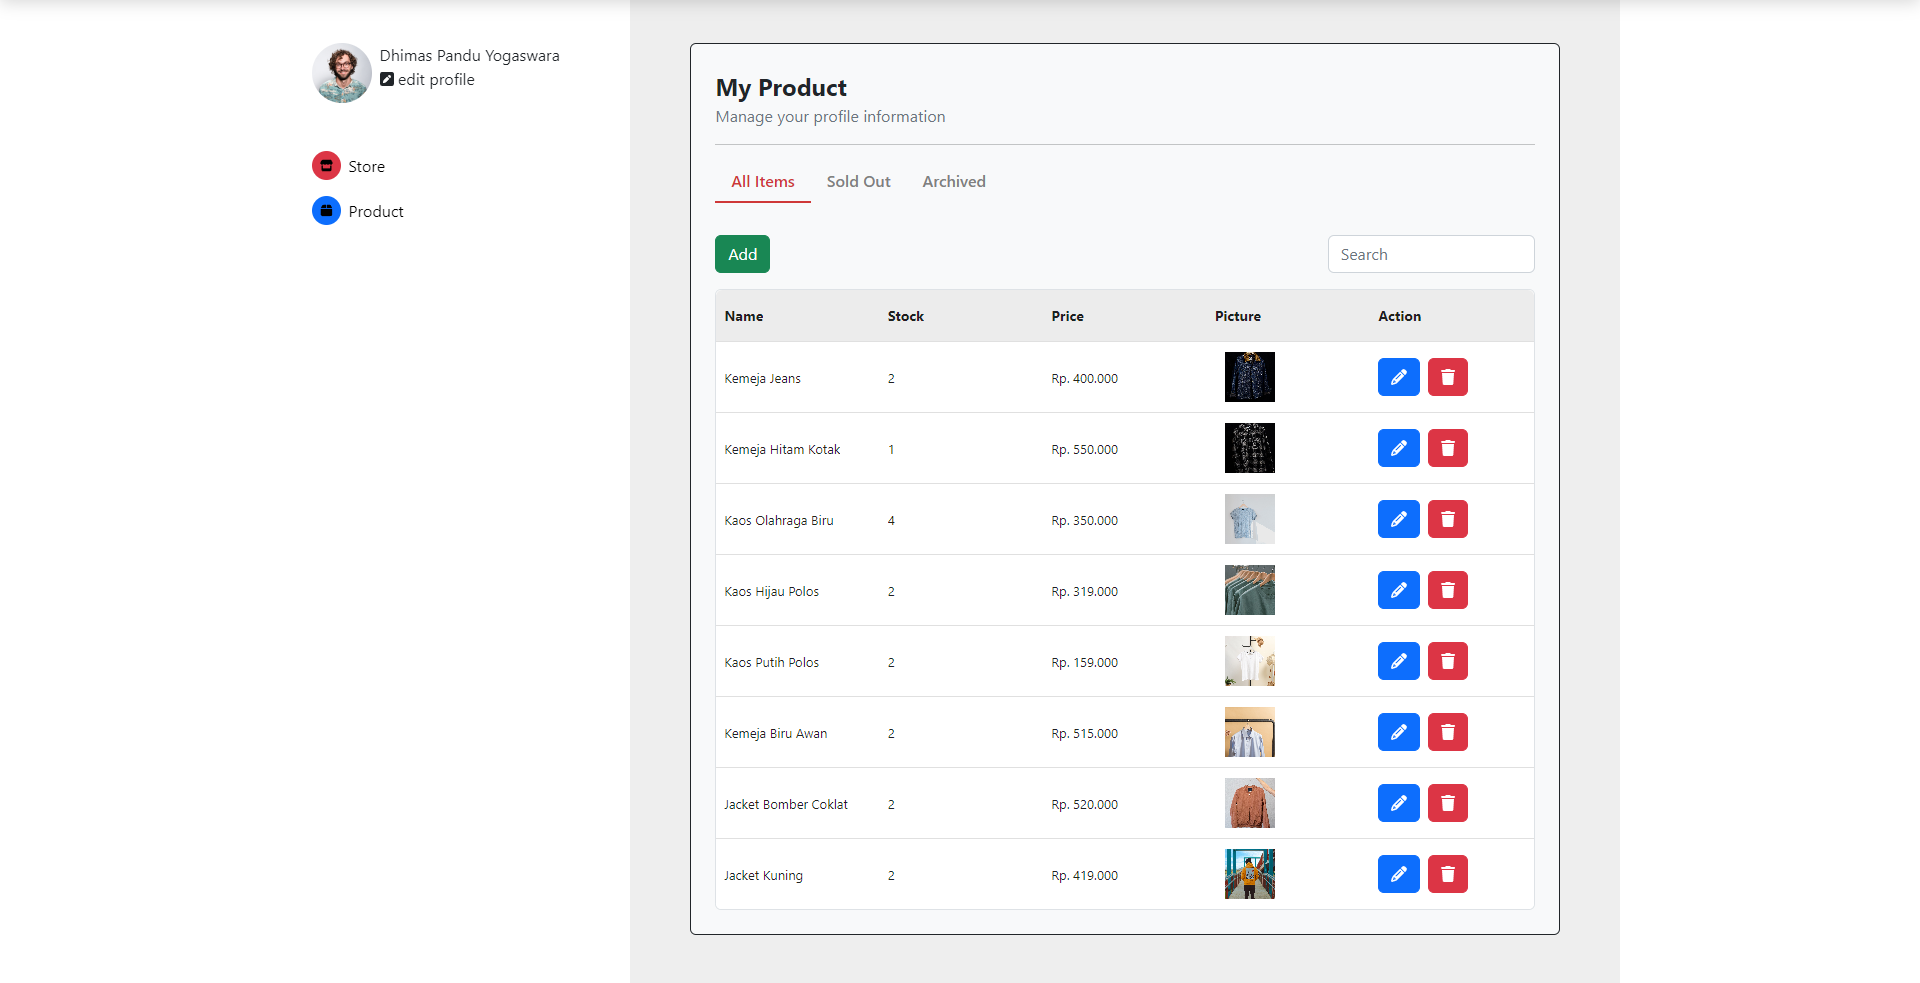 Dhimas Pandu Yogaswara
edit profile
Store
Product
My Product
Manage your profile information
All Items Sold Out Archived
Add Search
Name Stock Price Picture Action
Kemeja Jeans 2 Rp. 400.000
Kemeja Hitam Kotak 1 Rp. 550.000
Kaos Olahraga Biru 4 Rp. 350.000
Kaos Hijau Polos 2 Rp. 319.000
Kaos Putih Polos 2 Rp. 159.000
Kemeja Biru Awan 2 Rp. 515.000
Jacket Bomber Coklat 2 Rp. 520.000
Jacket Kuning 2 Rp. 419.000